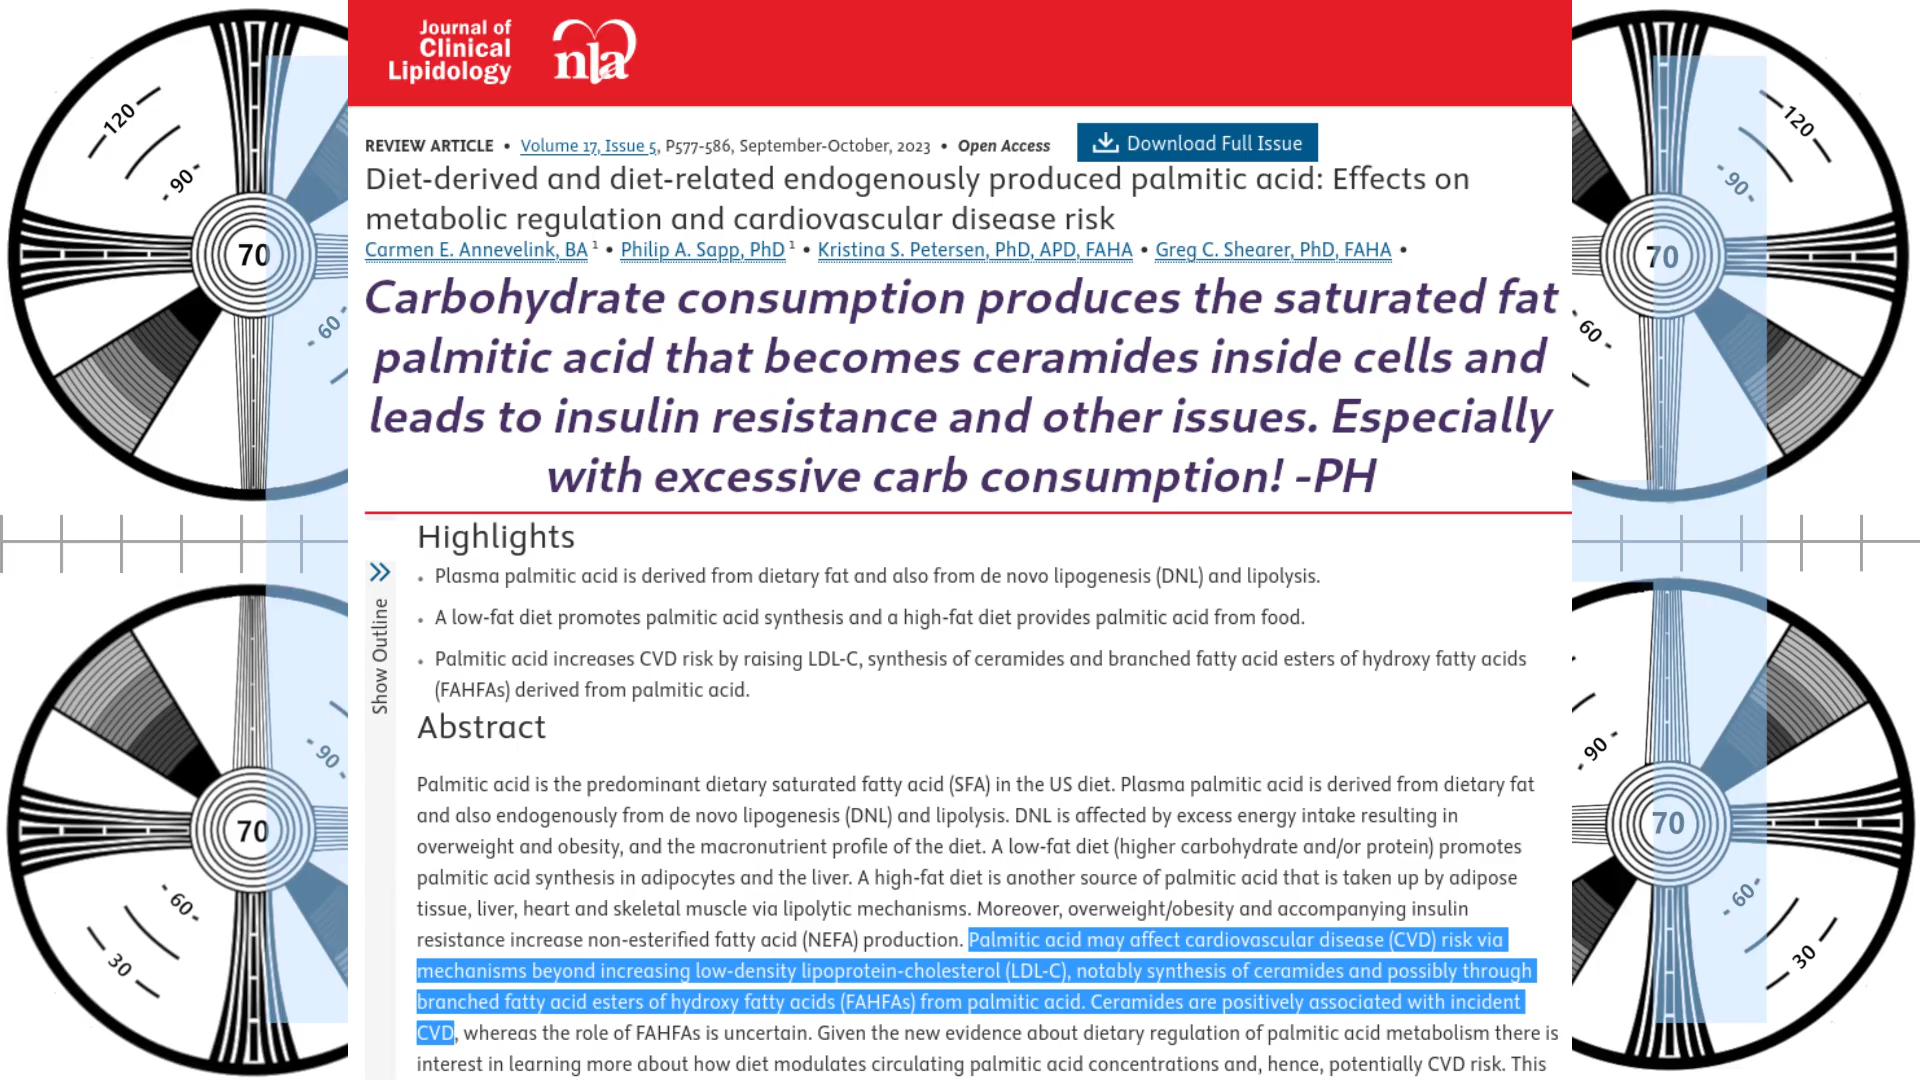 Journal of
Clinical
Lipidology
nla
REVIEW ARTICLE • Volume 17, Issue 5, P577-586, September-October, 2023 • Open Access
Download Full Issue
Diet-derived and diet-related endogenously produced palmitic acid: Effects on
metabolic regulation and cardiovascular disease risk
Carmen E. Annevelink, BA 1 • Philip A. Sapp, PhD 1 • Kristina S. Petersen, PhD, APD, FAHA • Greg C. Shearer, PhD, FAHA •
Carbohydrate consumption produces the saturated fat
palmitic acid that becomes ceramides inside cells and
leads to insulin resistance and other issues. Especially
with excessive carb consumption! -PH
Highlights
• Plasma palmitic acid is derived from dietary fat and also from de novo lipogenesis (DNL) and lipolysis.
• A low-fat diet promotes palmitic acid synthesis and a high-fat diet provides palmitic acid from food.
• Palmitic acid increases CVD risk by raising LDL-C, synthesis of ceramides and branched fatty acid esters of hydroxy fatty acids
(FAHFAs) derived from palmitic acid.
Show Outline
Abstract
Palmitic acid is the predominant dietary saturated fatty acid (SFA) in the US diet. Plasma palmitic acid is derived from dietary fat
and also endogenously from de novo lipogenesis (DNL) and lipolysis. DNL is affected by excess energy intake resulting in
overweight and obesity, and the macronutrient profile of the diet. A low-fat diet (higher carbohydrate and/or protein) promotes
palmitic acid synthesis in adipocytes and the liver. A high-fat diet is another source of palmitic acid that is taken up by adipose
tissue, liver, heart and skeletal muscle via lipolytic mechanisms. Moreover, overweight/obesity and accompanying insulin
resistance increase non-esterified fatty acid (NEFA) production. Palmitic acid may affect cardiovascular disease (CVD) risk via
mechanisms beyond increasing low-density lipoprotein-cholesterol (LDL-C), notably synthesis of ceramides and possibly through
branched fatty acid esters of hydroxy fatty acids (FAHFAs) from palmitic acid. Ceramides are positively associated with incident
CVD, whereas the role of FAHFAs is uncertain. Given the new evidence about dietary regulation of palmitic acid metabolism there is
interest in learning more about how diet modulates circulating palmitic acid concentrations and, hence, potentially CVD risk. This
120
- 90 -
70
- 60 -
120
- 90 -
70
60 -
- 90 -
70
- 60 -
30
- 90 -
70
- 60 -
30